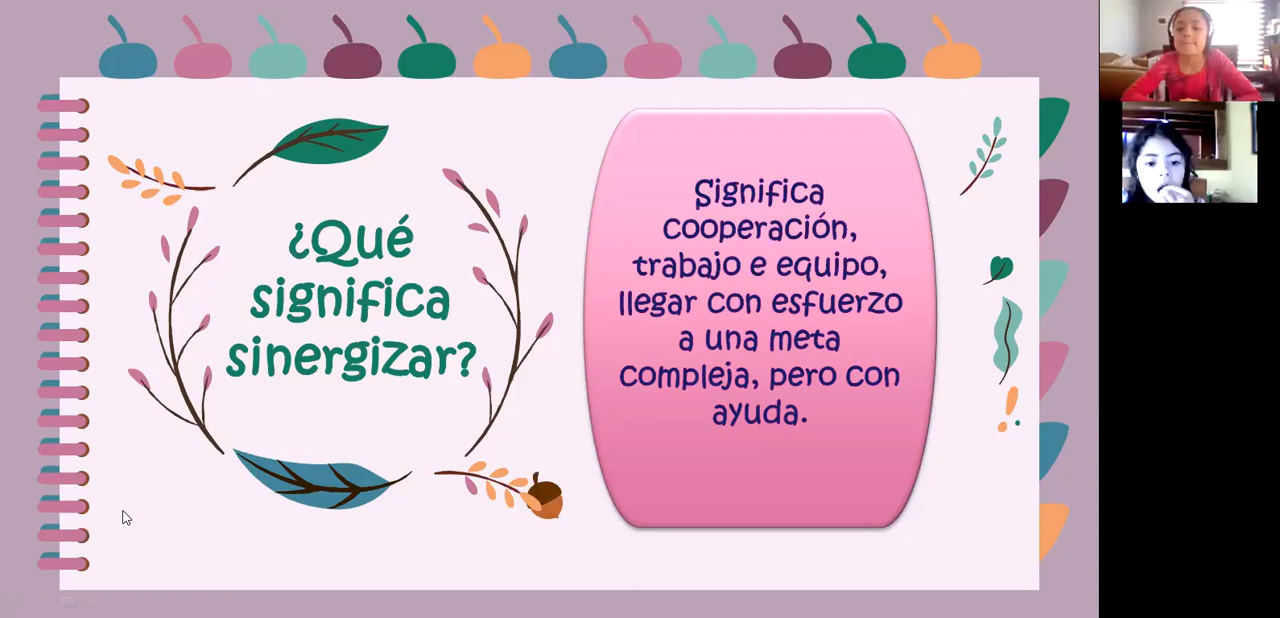 ¿Qué
significa
sinergizar?
Significa
cooperación,
trabajo e equipo,
llegar con esfuerzo
a una meta
compleja, pero con
ayuda.